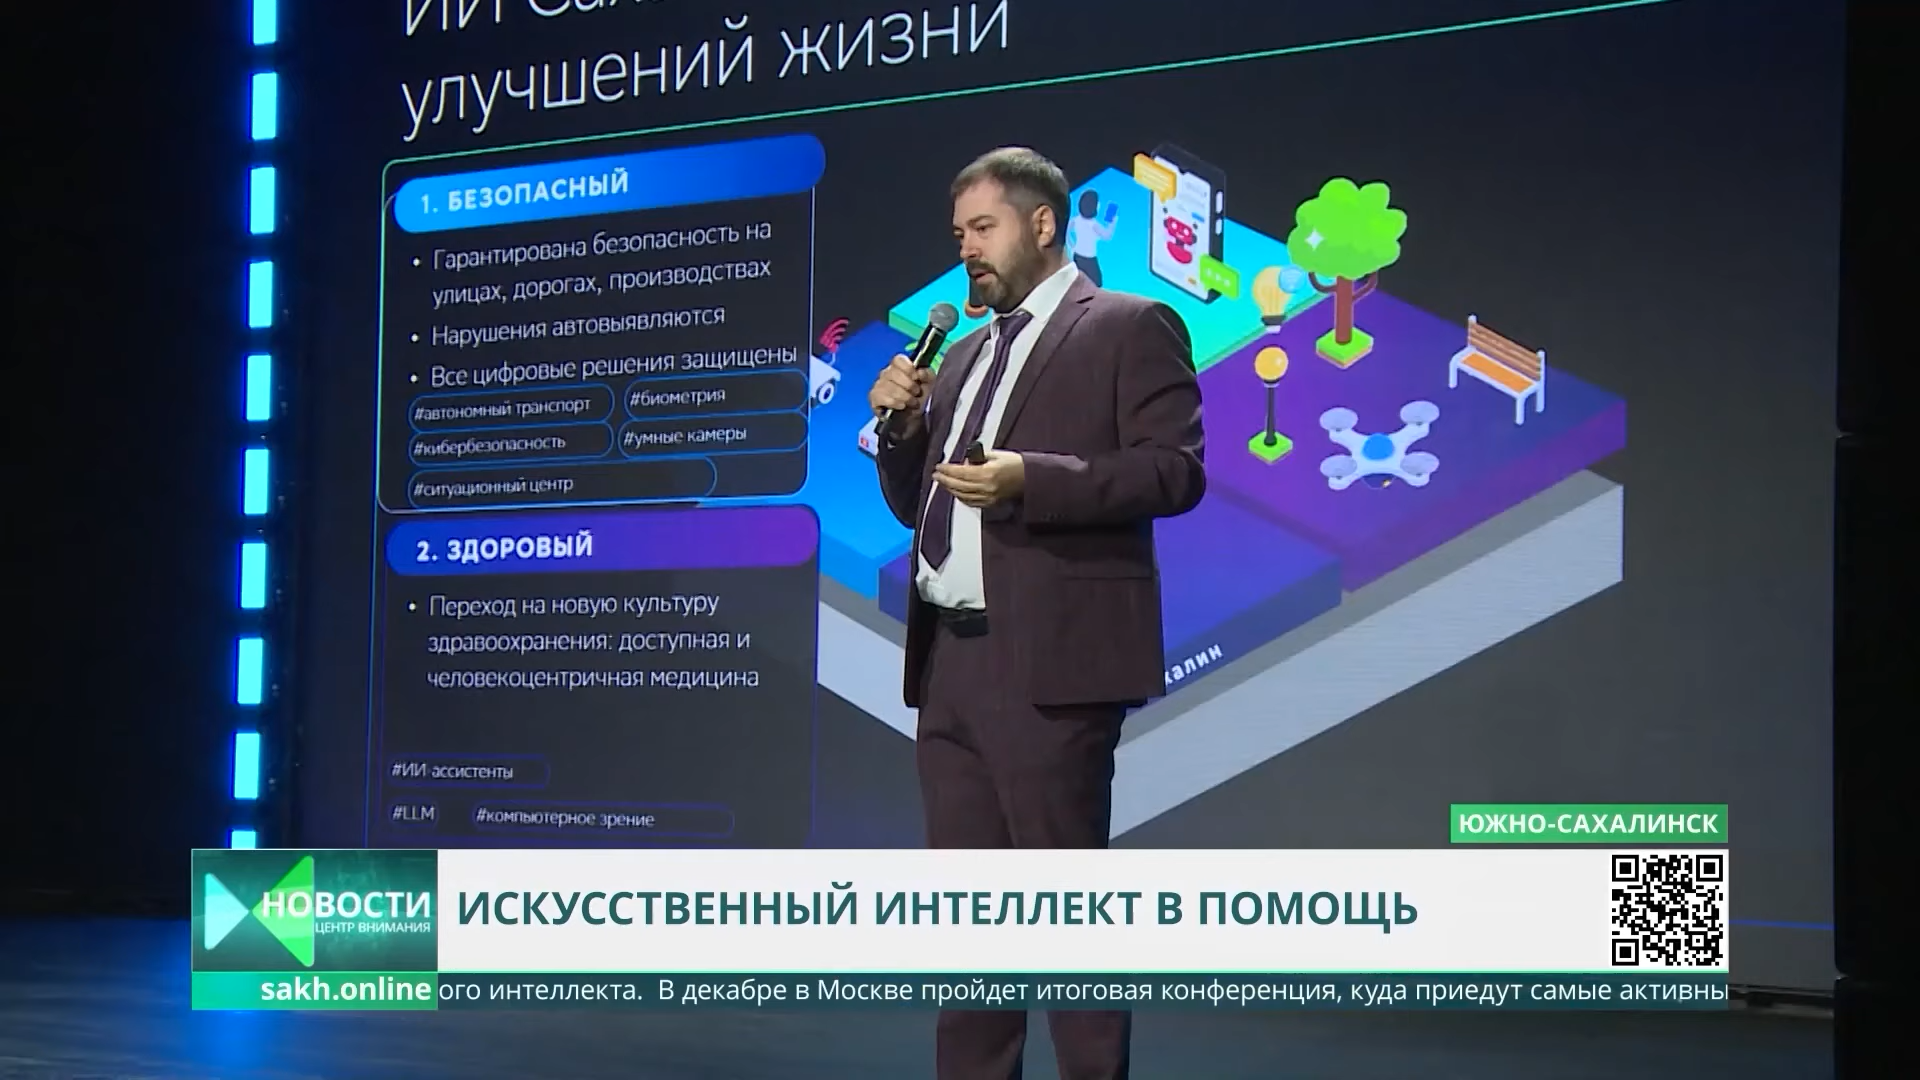 улучшений жизни
1. БЕЗОПАСНЫЙ
• Гарантирована безопасность на
улицах, дорогах, производствах
• Нарушения автовыявляются
• Все цифровые решения защищены
#автономный транспорт #биометрия
#кибербезопасность #умные камеры
#ситуационный центр
2. ЗДОРОВЫЙ
• Переход на новую культуру
здравоохранения: доступная и
человекоцентричная медицина
#ИИ-ассистенты
#LLM #компьютерное зрение
ЮЖНО-САХАЛИНСК
НОВОСТИ
ЦЕНТР ВНИМАНИЯ
ИСКУССТВЕННЫЙ ИНТЕЛЛЕКТ В ПОМОЩЬ
sakh.online
ого интеллекта. В декабре в Москве пройдет итоговая конференция, куда приедут самые активны